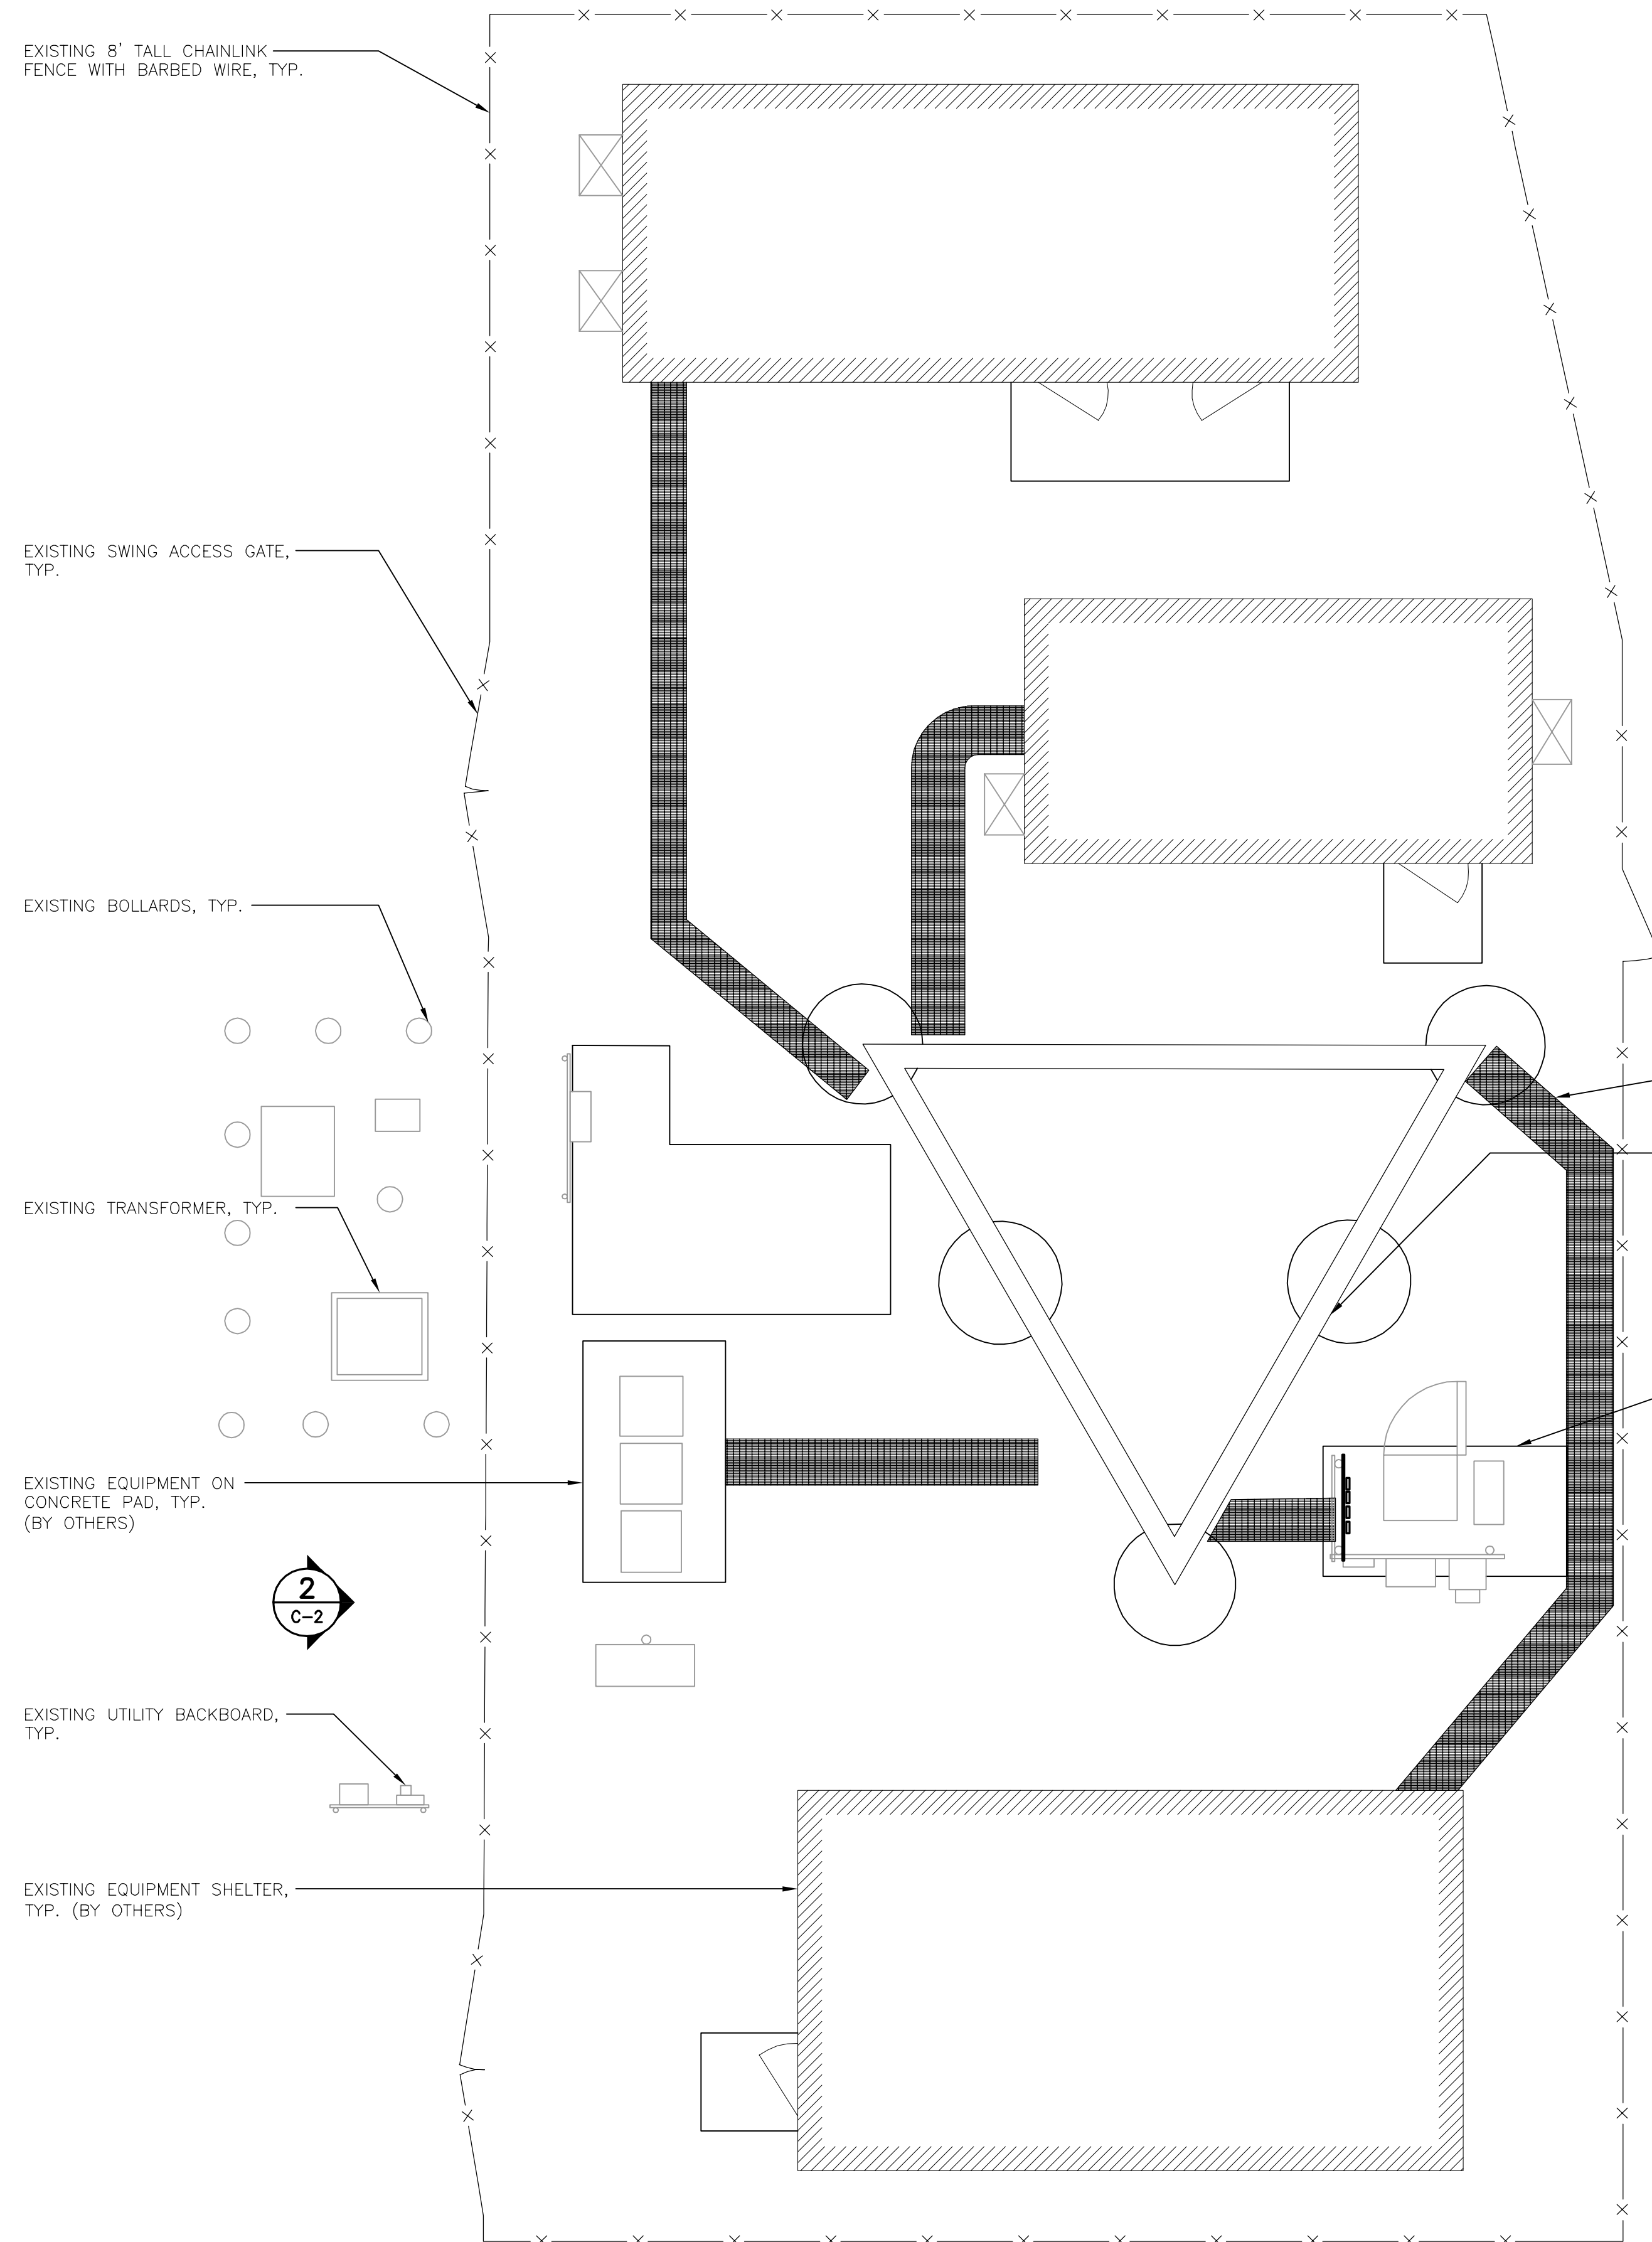 EXISTING 8' TALL CHAINLINK
FENCE WITH BARBED WIRE, TYP.
EXISTING SWING ACCESS GATE,
TYP.
EXISTING BOLLARDS, TYP.
EXISTING TRANSFORMER, TYP.
EXISTING EQUIPMENT ON
CONCRETE PAD, TYP.
(BY OTHERS)
2
C-2
EXISTING UTILITY BACKBOARD,
TYP.
EXISTING EQUIPMENT SHELTER,
TYP. (BY OTHERS)